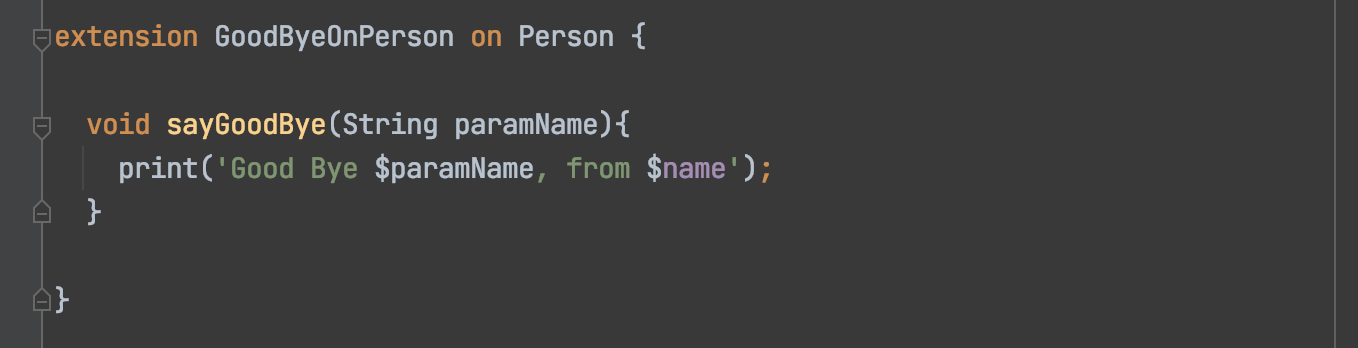 extension GoodByeOnPerson on Person {
void sayGoodBye(String paramName){
print('Good Bye $paramName, from $name');
}
}